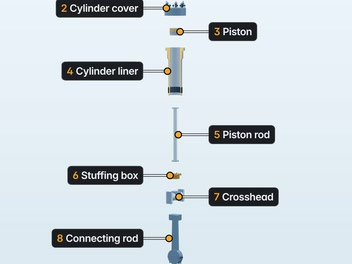 2 Cylinder cover
3 Piston
4 Cylinder liner
5 Piston rod
6 Stuffing box
7 Crosshead
8 Connecting rod